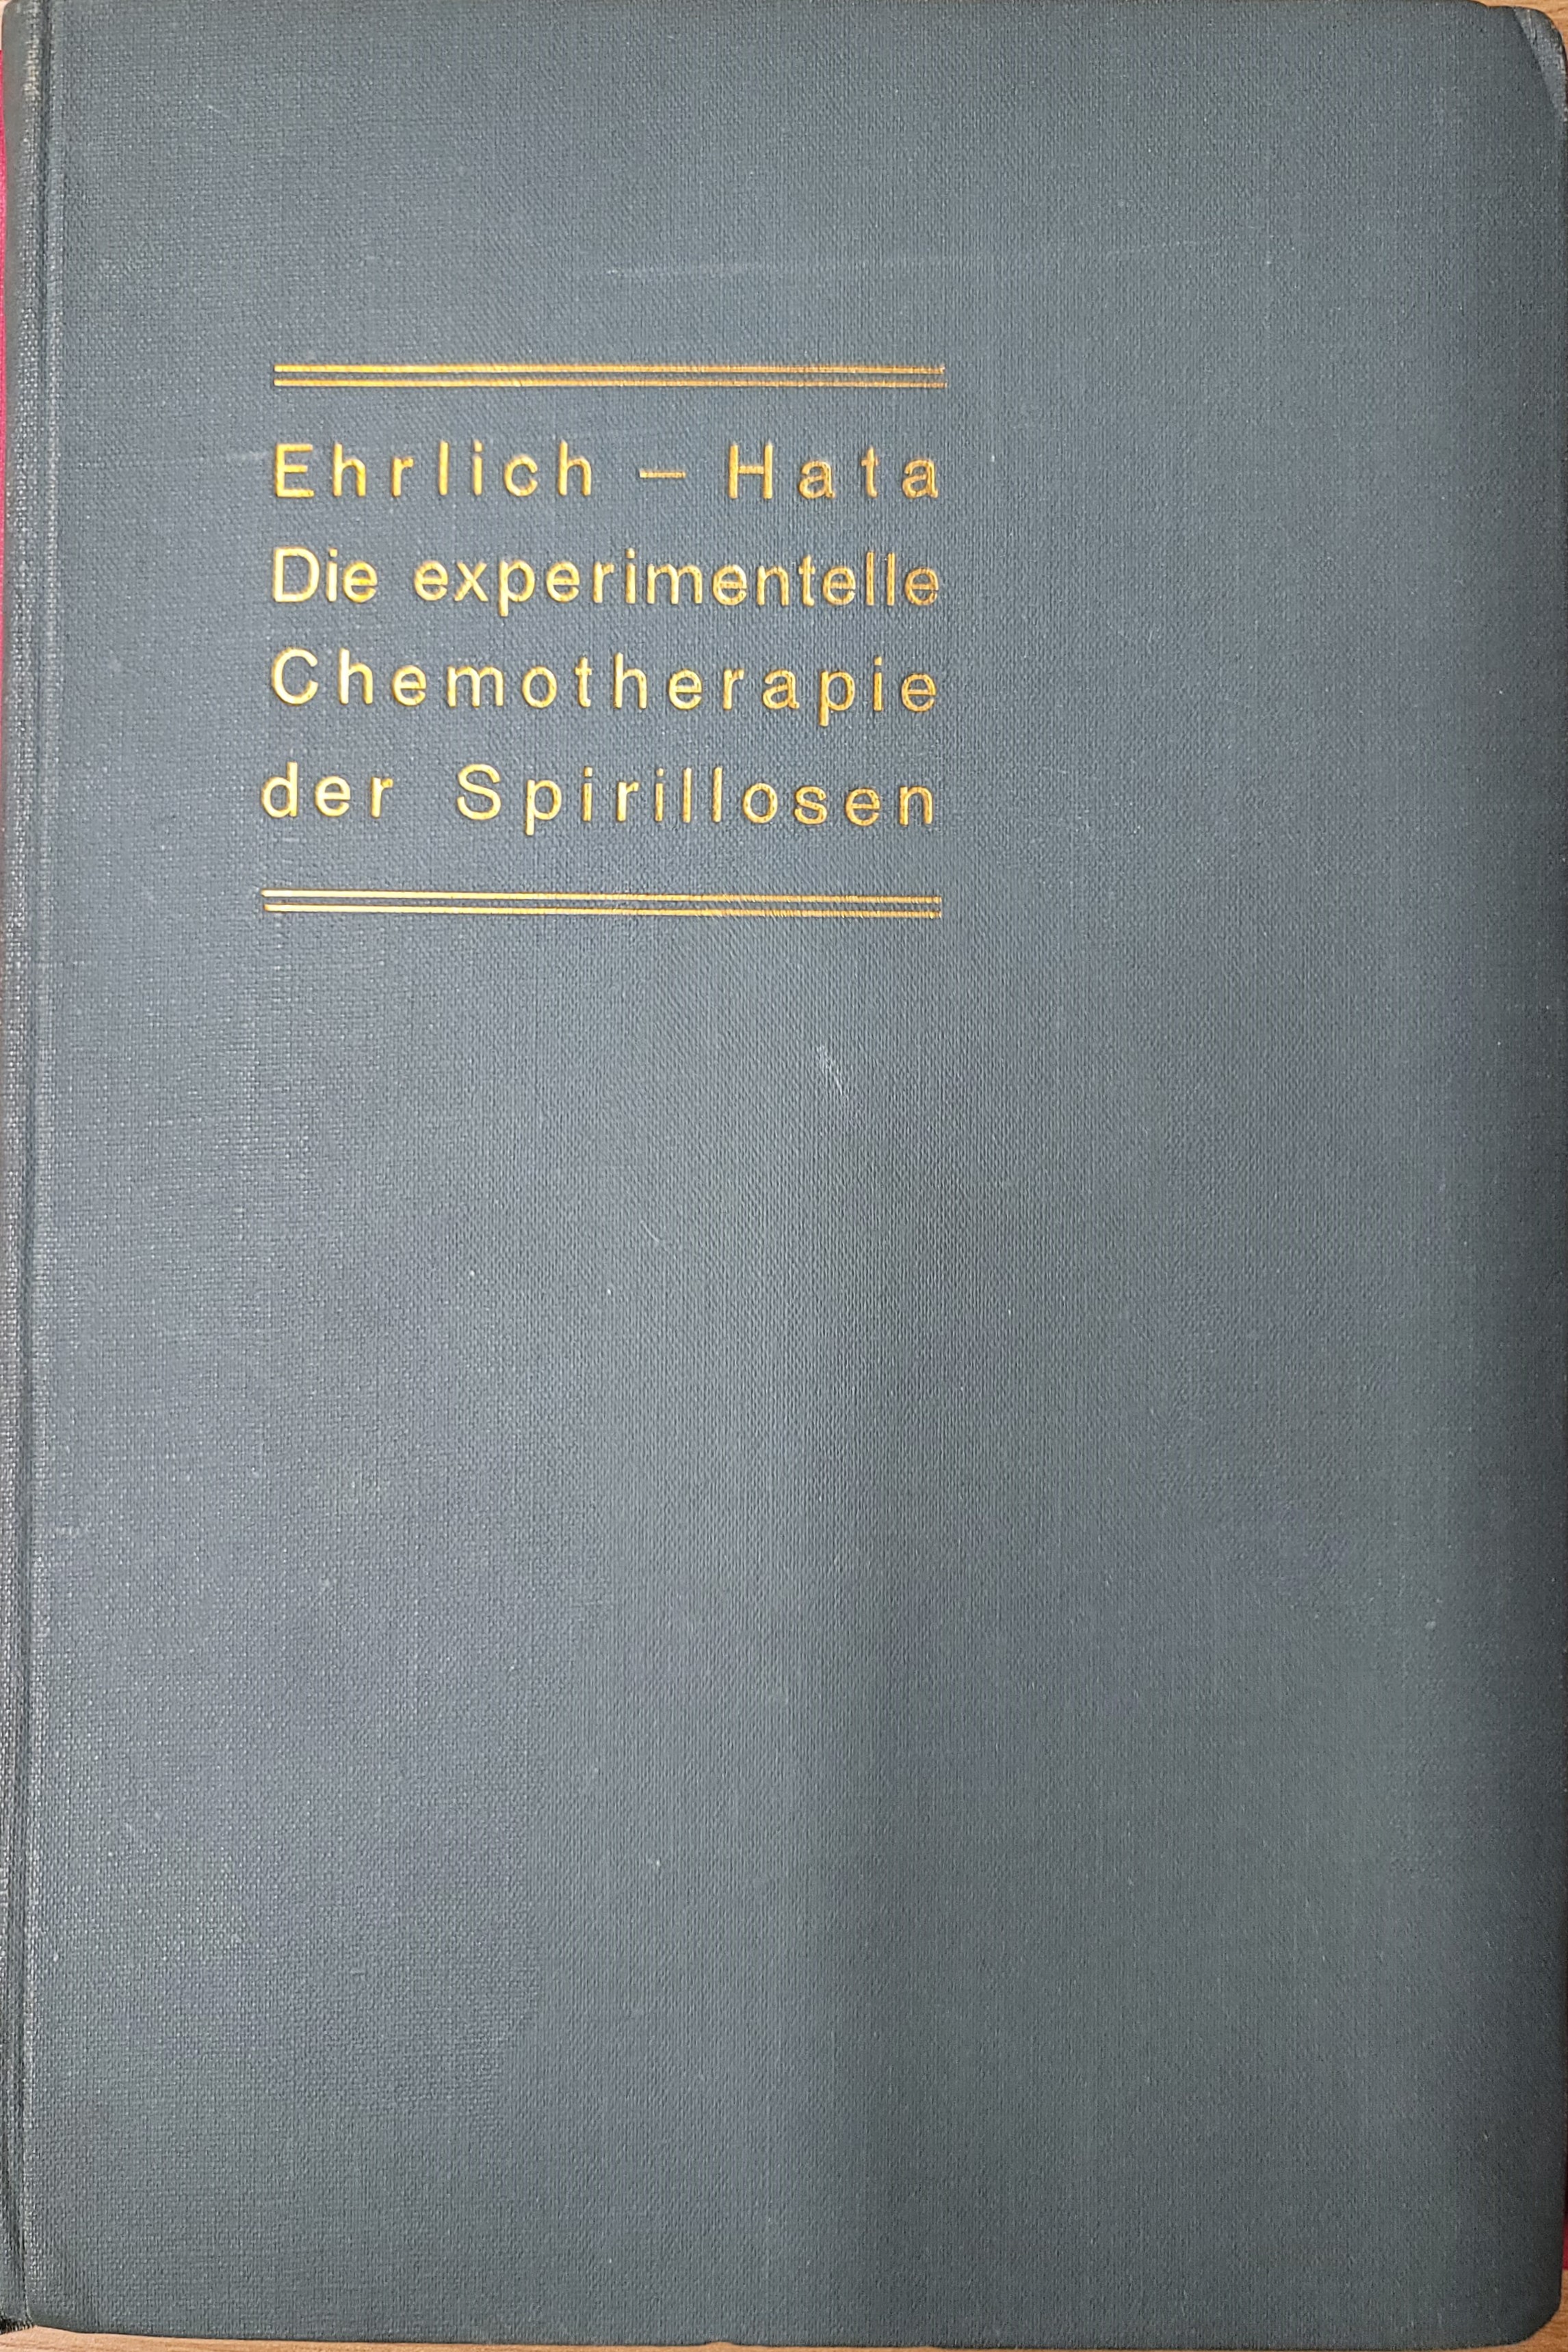 Ehrlich – Hata
Die experimentelle
Chemotherapie
der Spirillosen